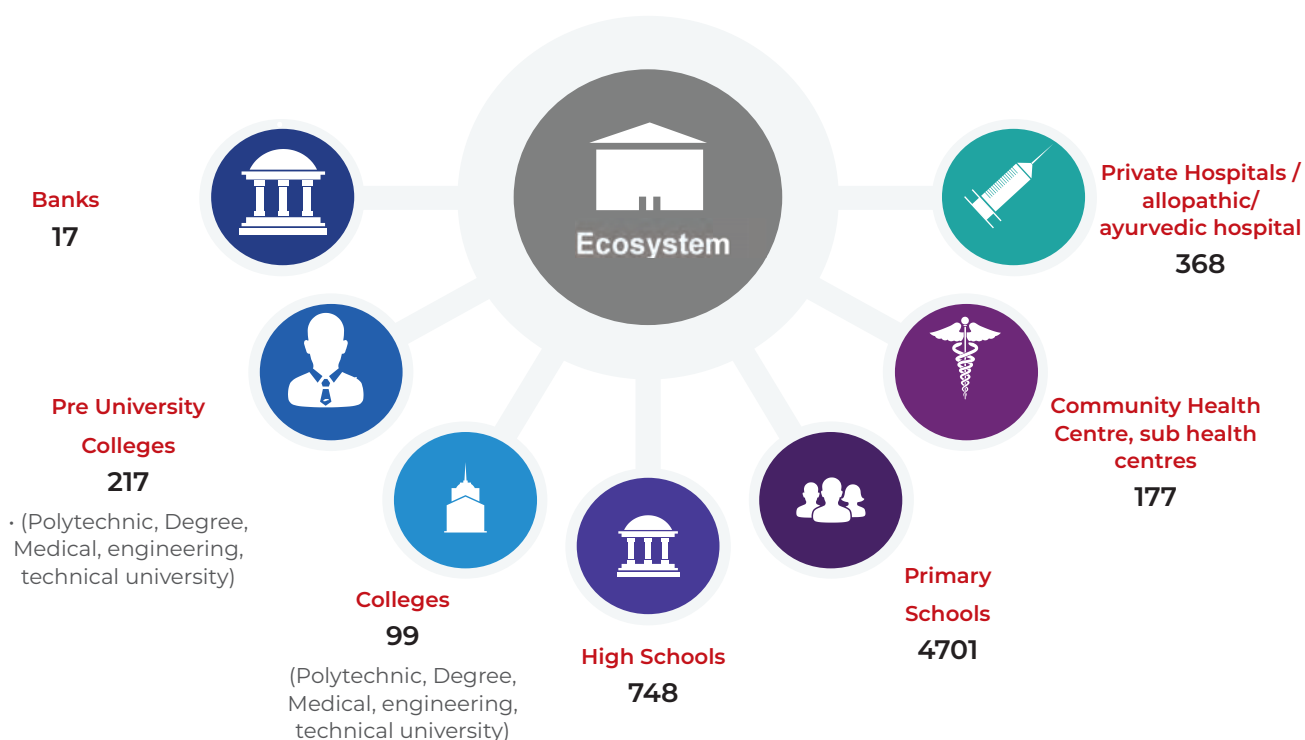 Ecosystem
Banks
17
Pre University
Colleges
217
· (Polytechnic, Degree,
Medical, engineering,
technical university)
Colleges
99
(Polytechnic, Degree,
Medical, engineering,
technical university)
High Schools
748
Primary
Schools
4701
Community Health
Centre, sub health
centres
177
Private Hospitals /
allopathic/
ayurvedic hospital
368